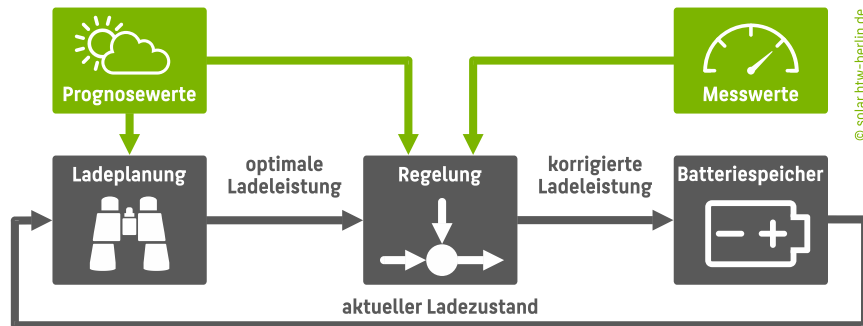 Prognosewerte
Messwerte
© solar.htw-berlin.de
Ladeplanung
optimale
Ladeleistung
Regelung
korrigierte
Ladeleistung
Batteriespeicher
aktueller Ladezustand